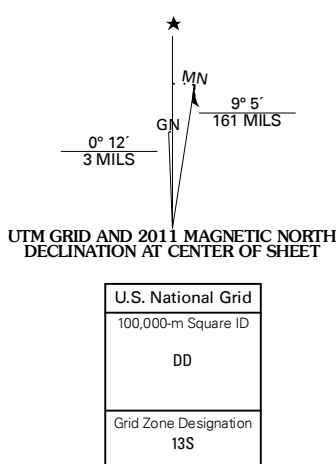 ★
MN
GN
9° 5´
161 MILS
0° 12´
3 MILS
UTM GRID AND 2011 MAGNETIC NORTH
DECLINATION AT CENTER OF SHEET
U.S. National Grid
100,000-m Square ID
DD
Grid Zone Designation
13S